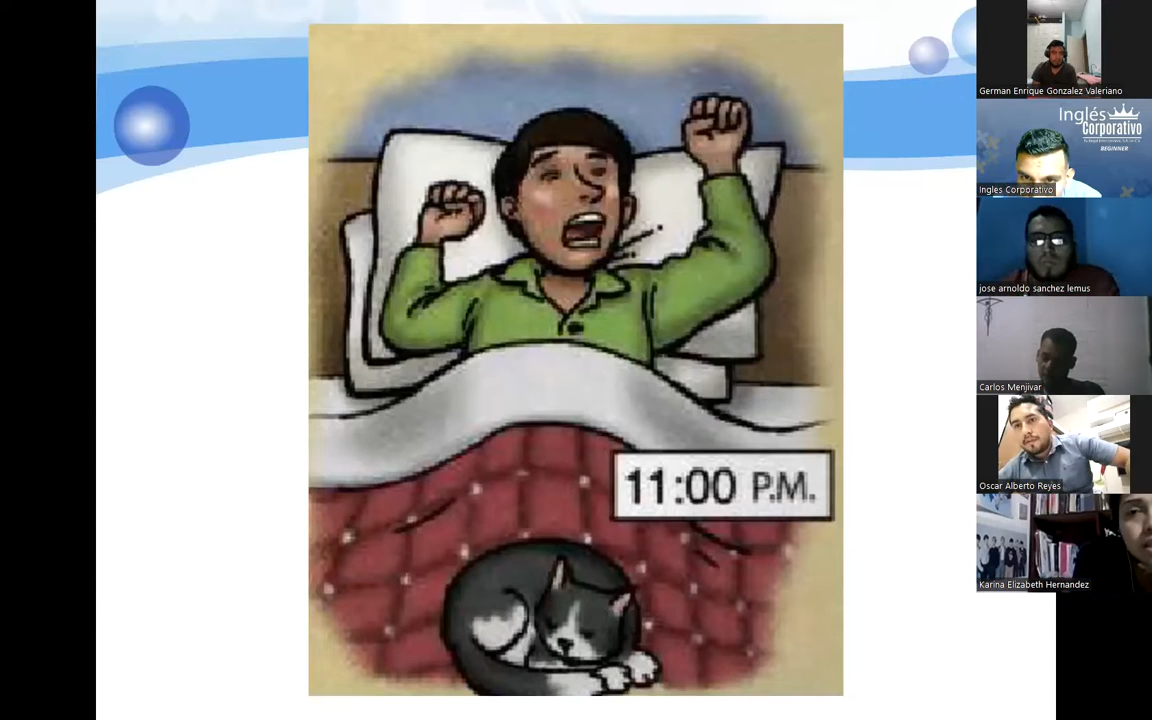 11:00 P.M.
German Enrique Gonzalez Valeriano
Inglés
Corporativo
BEGINNER
Ingles Corporativo
jose arnoldo sanchez lemus
Carlos Menjivar
Oscar Alberto Reyes
Karina Elizabeth Hernandez